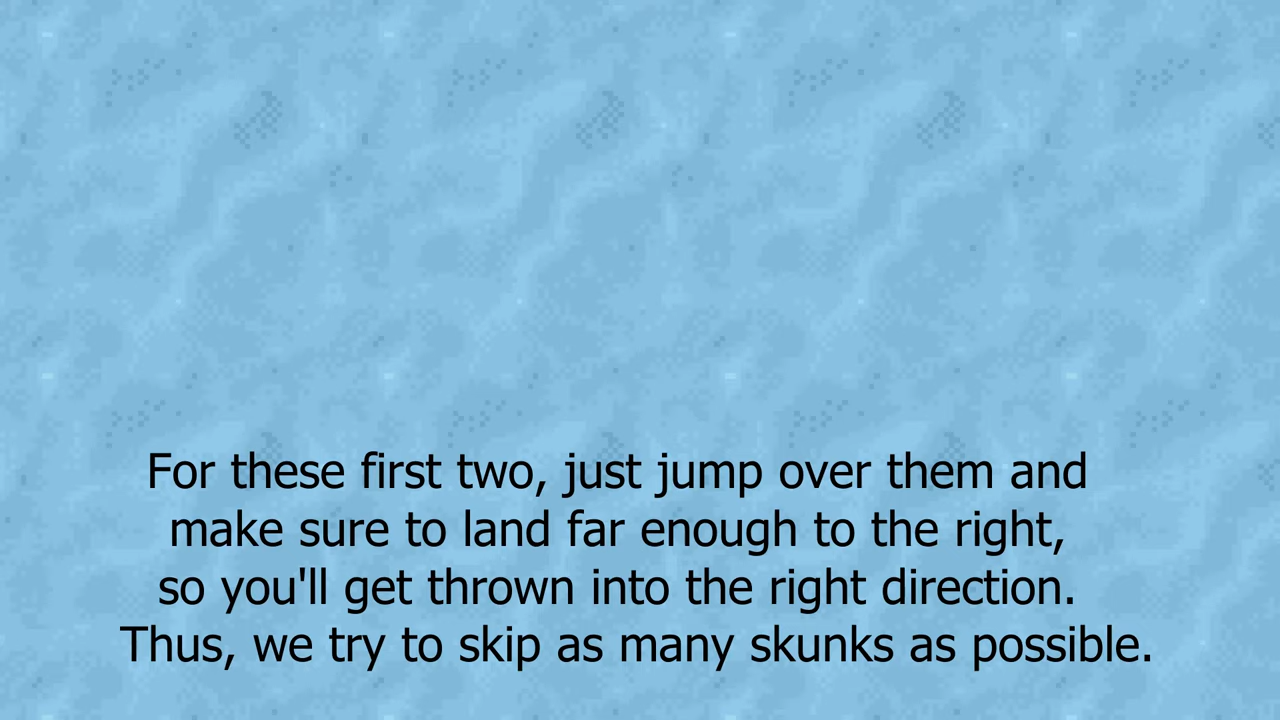 For these first two, just jump over them and
make sure to land far enough to the right,
so you'll get thrown into the right direction.
Thus, we try to skip as many skunks as possible.